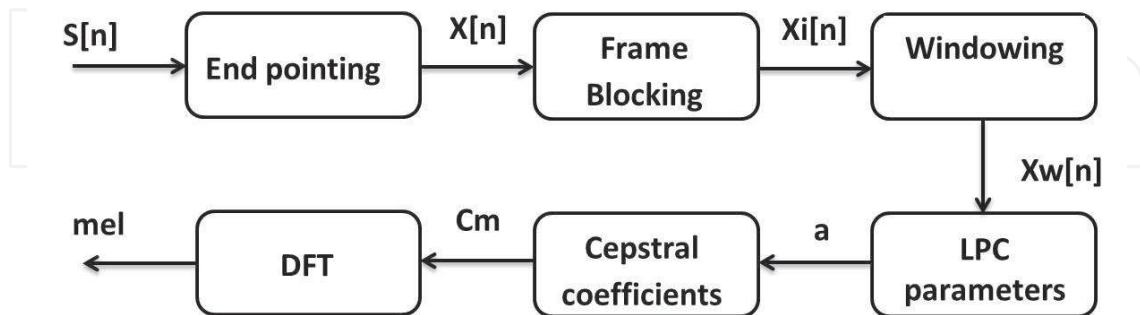 S[n]
End pointing
X[n]
Frame
Blocking
Xi[n]
Windowing
Xw[n]
LPC
parameters
a
Cepstral
coefficients
Cm
DFT
mel